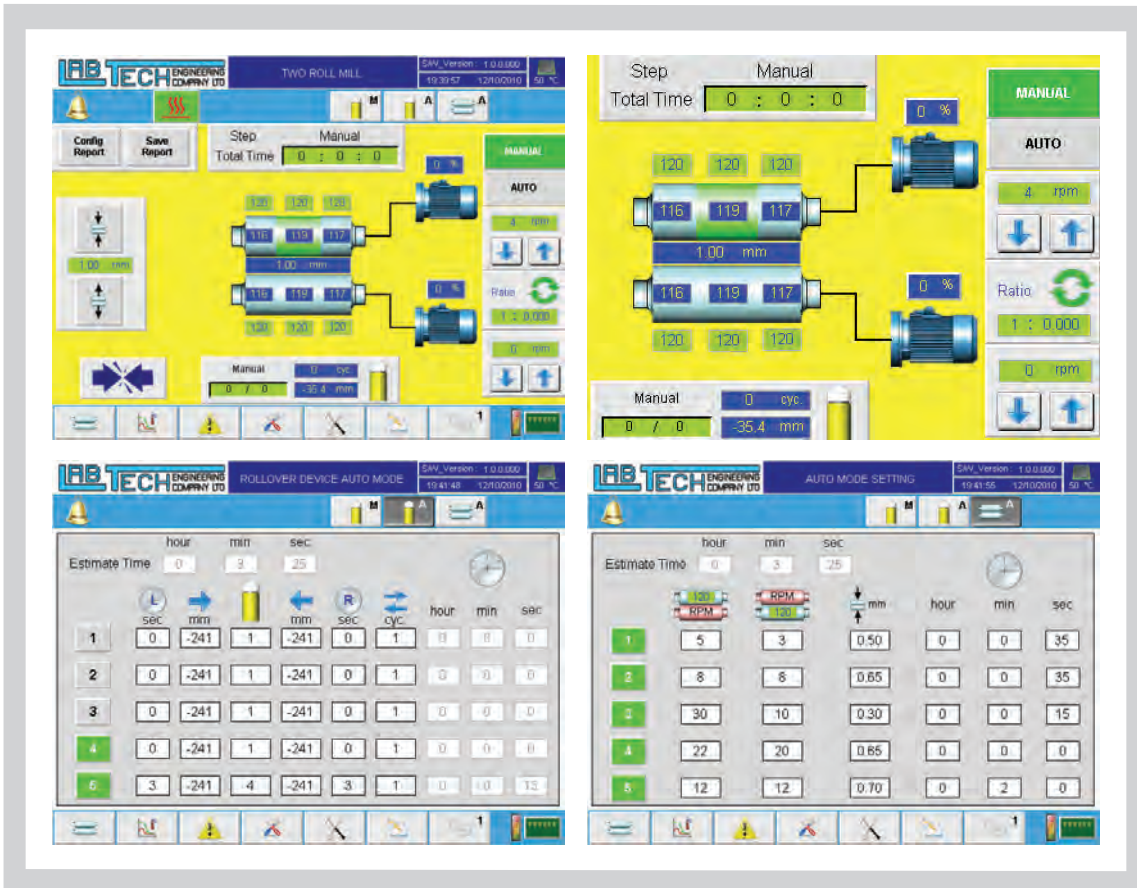 LAB TECH ENGINEERING COMPANY LTD
TWO ROLL MILL
SAV_Version : 1.0.0.000
19:39:57 12/10/2010 50 °C
M A A
Config Report
Save Report
Step Manual
Total Time 0 : 0 : 0
MANUAL
AUTO
0 %
120 120 120
116 119 117
4 rpm
1.00 mm
1.00 mm
116 119 117
0 %
Ratio
1 : 0.000
120 120 120
0 rpm
Manual 0 cyc.
0 / 0 -35.4 mm
1
Step Manual
Total Time 0 : 0 : 0
MANUAL
0 %
AUTO
120 120 120
4 rpm
116 119 117
1.00 mm
116 119 117
0 %
Ratio
1 : 0.000
120 120 120
0 rpm
Manual 0 cyc.
0 / 0 -35.4 mm
LAB TECH ENGINEERING COMPANY LTD
ROLLOVER DEVICE AUTO MODE
SAV_Version : 1.0.0.000
19:41:48 12/10/2010 50 °C
M A A
hour min sec
Estimate Time 0 3 25
L R
sec mm mm sec cyc. hour min sec
1 0 -241 1 -241 0 1 0 0 0
2 0 -241 1 -241 0 1 0 0 0
3 0 -241 1 -241 0 1 0 0 0
4 0 -241 1 -241 0 1 0 0 0
5 3 -241 4 -241 3 1 0 0 13
1
LAB TECH ENGINEERING COMPANY LTD
AUTO MODE SETTING
SAV_Version : 1.0.0.000
19:41:55 12/10/2010 50 °C
M A A
hour min sec
Estimate Time 0 3 25
120 RPM
RPM 120 mm hour min sec
1 5 3 0.50 0 0 35
2 8 8 0.65 0 0 35
3 30 10 0.30 0 0 15
4 22 20 0.65 0 0 0
5 12 12 0.70 0 2 0
1